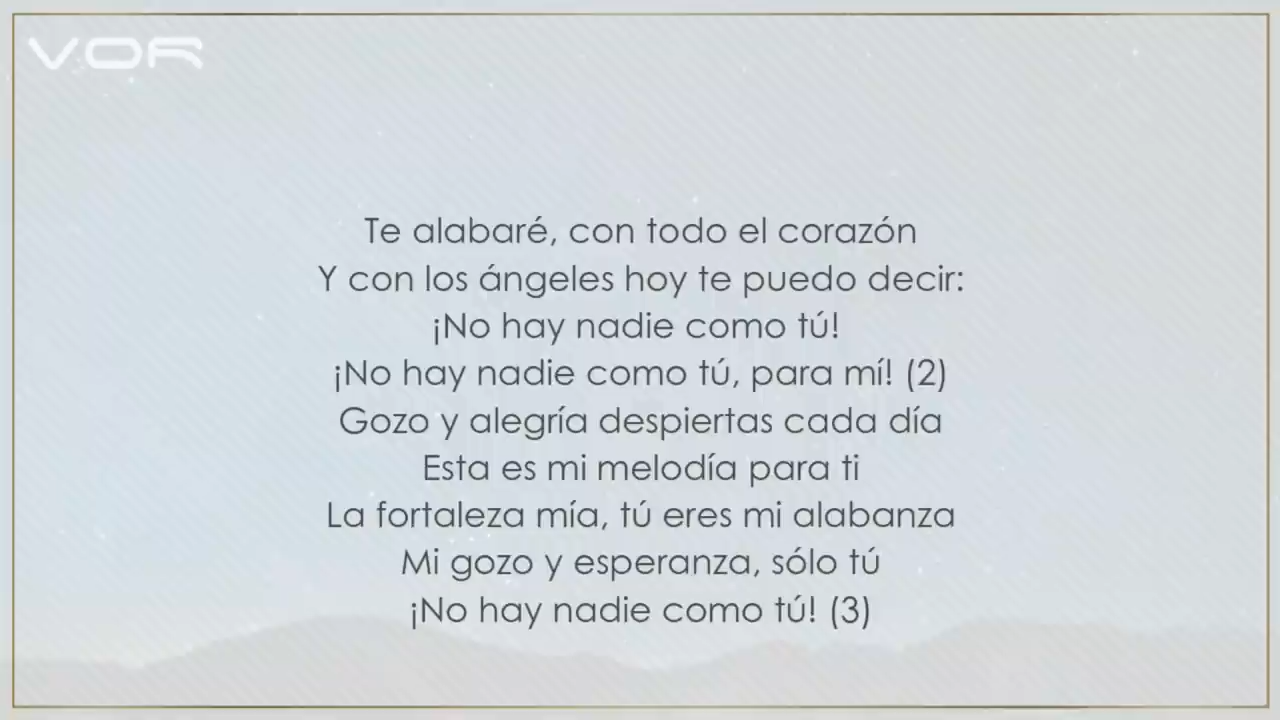 VOR
Te alabaré, con todo el corazón
Y con los ángeles hoy te puedo decir:
¡No hay nadie como tú!
¡No hay nadie como tú, para mí! (2)
Gozo y alegría despiertas cada día
Esta es mi melodía para ti
La fortaleza mía, tú eres mi alabanza
Mi gozo y esperanza, sólo tú
¡No hay nadie como tú! (3)